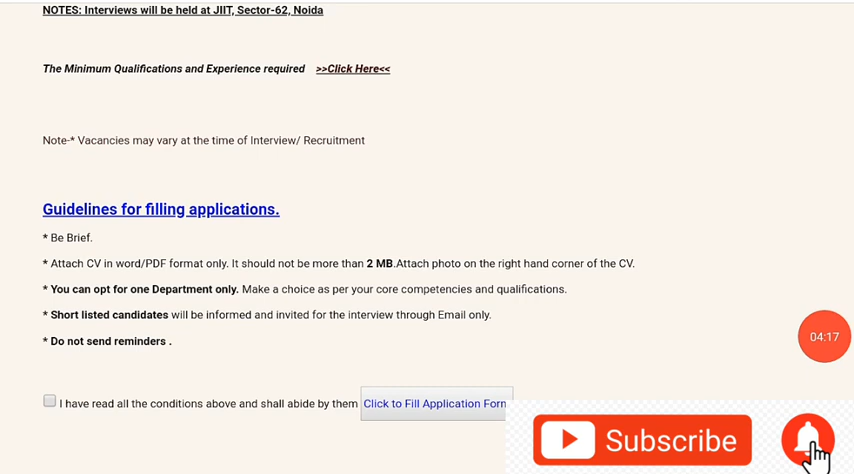 NOTES: Interviews will be held at JIIT, Sector-62, Noida
The Minimum Qualifications and Experience required >>Click Here<<
Note-* Vacancies may vary at the time of Interview/ Recruitment
Guidelines for filling applications.
* Be Brief.
* Attach CV in word/PDF format only. It should not be more than 2 MB.Attach photo on the right hand corner of the CV.
* You can opt for one Department only. Make a choice as per your core competencies and qualifications.
* Short listed candidates will be informed and invited for the interview through Email only.
* Do not send reminders .
04:17
I have read all the conditions above and shall abide by them Click to Fill Application Form
Subscribe